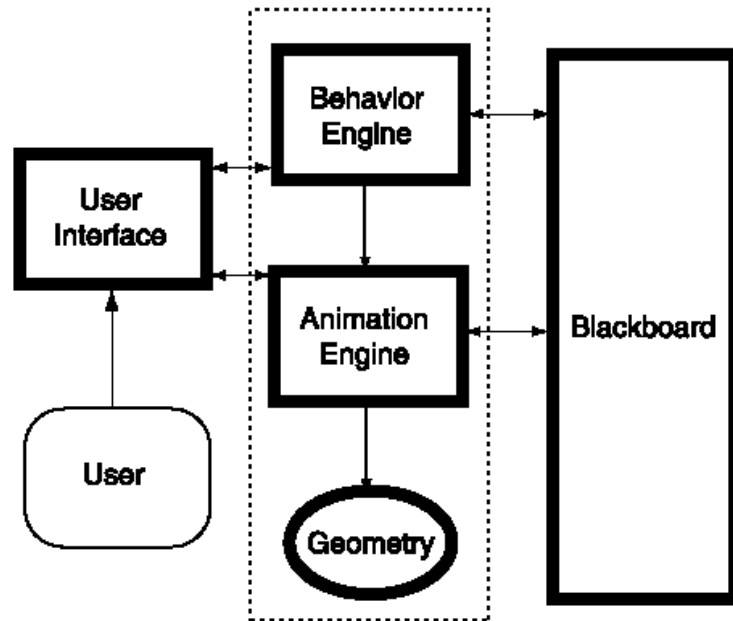 Behavior
Engine
User
Interface
Animation
Engine
Blackboard
User
Geometry